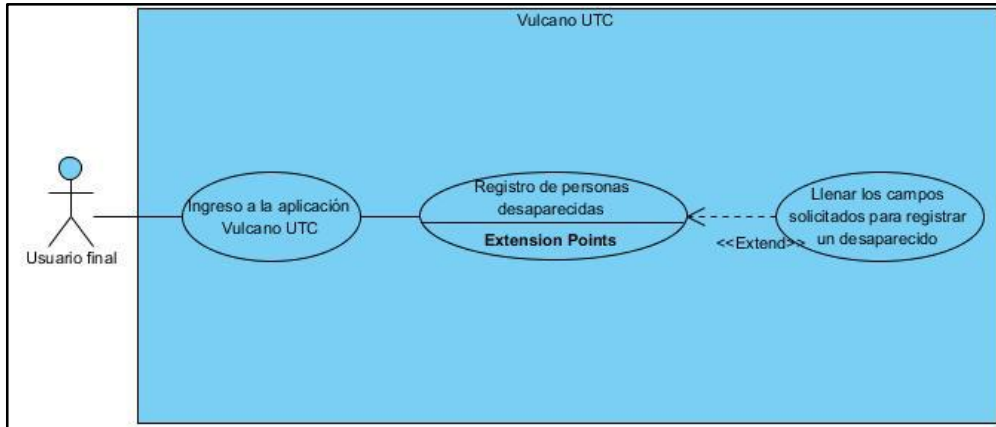 Vulcano UTC
Usuario final
Ingreso a la aplicación
Vulcano UTC
Registro de personas
desaparecidas
Extension Points
<<Extend>>
Llenar los campos
solicitados para registrar
un desaparecido